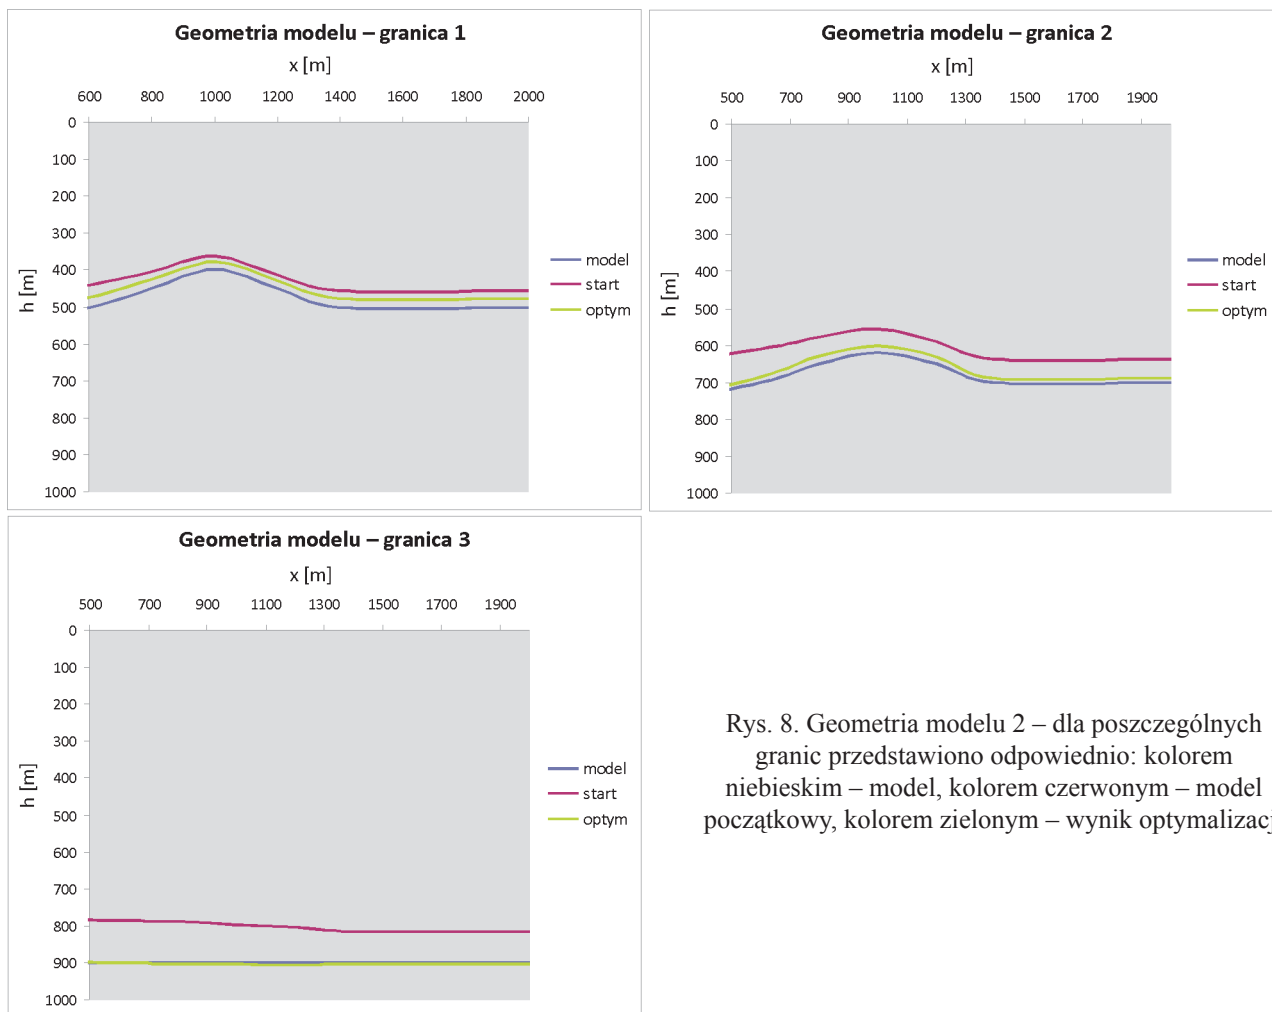 Geometria modelu – granica 1
x [m]
600 800 1000 1200 1400 1600 1800 2000
0
100
200
300
400
500
600
700
800
900
1000
h [m]
model
start
optym
Geometria modelu – granica 2
x [m]
500 700 900 1100 1300 1500 1700 1900
0
100
200
300
400
500
600
700
800
900
1000
h [m]
model
start
optym
Geometria modelu – granica 3
x [m]
500 700 900 1100 1300 1500 1700 1900
0
100
200
300
400
500
600
700
800
900
1000
h [m]
model
start
optym
Rys. 8. Geometria modelu 2 – dla poszczególnych
granic przedstawiono odpowiednio: kolorem
niebieskim – model, kolorem czerwonym – model
początkowy, kolorem zielonym – wynik optymalizacj